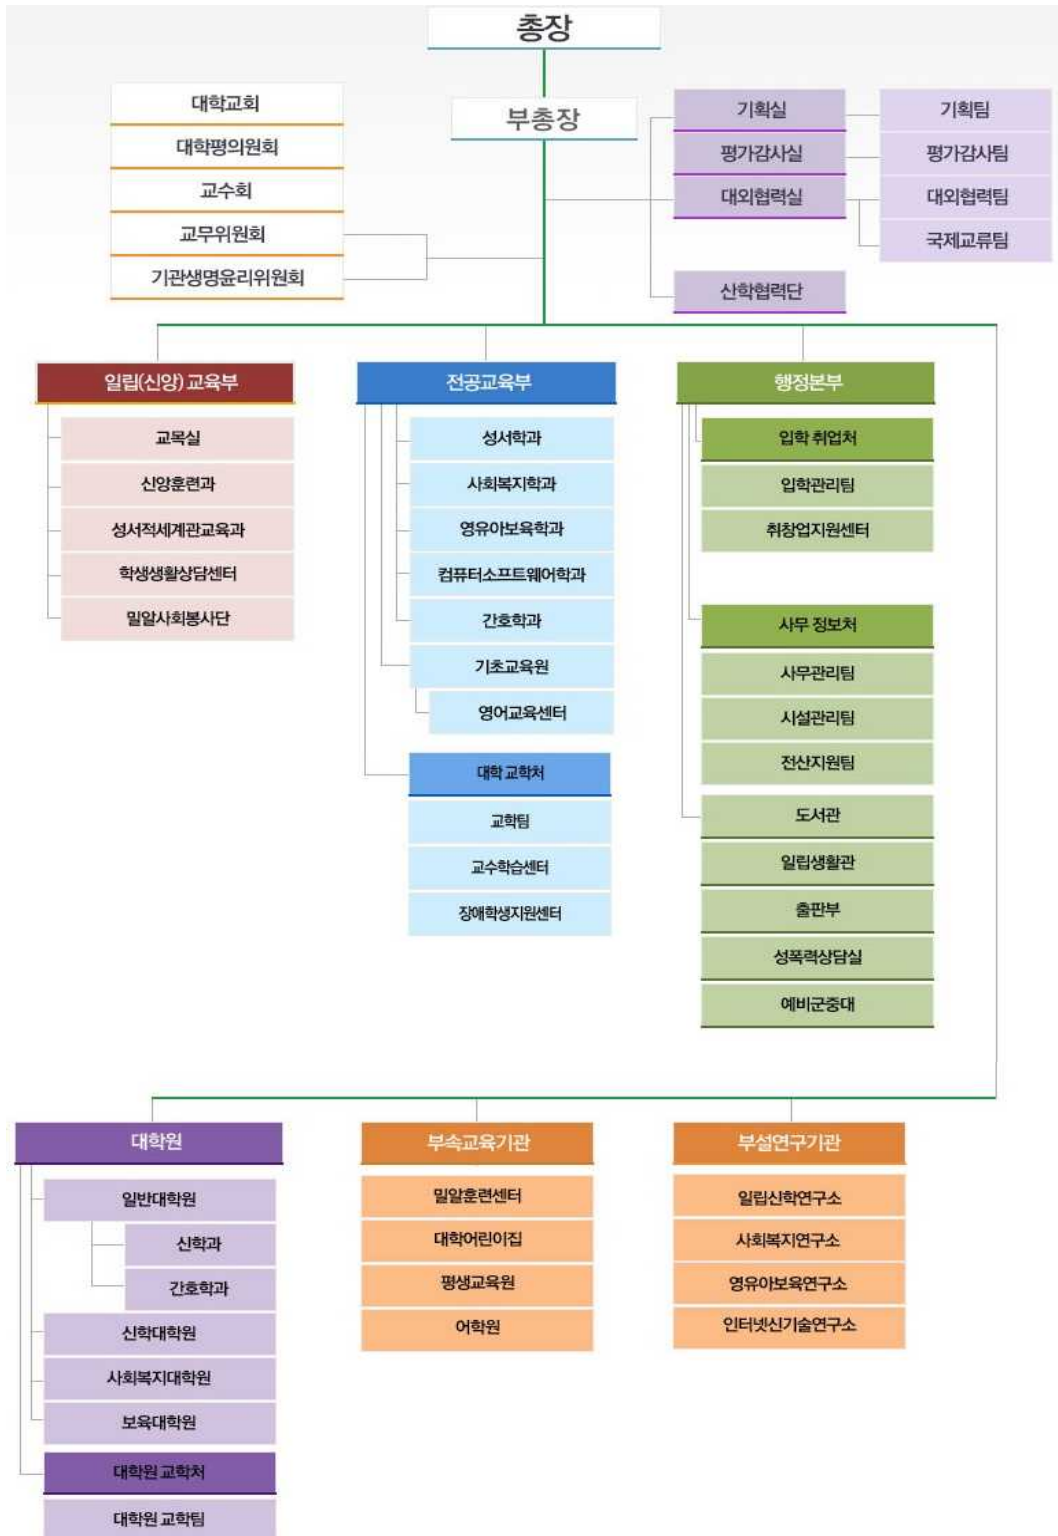 총장
부총장
대학교회
대학평의원회
교수회
교무위원회
기관생명윤리위원회
기획실
기획팀
평가감사실
평가감사팀
대외협력실
대외협력팀
국제교류팀
산학협력단
일립(신앙) 교육부
교목실
신앙훈련과
성서적세계관교육과
학생생활상담센터
밀알사회봉사단
전공교육부
성서학과
사회복지학과
영유아보육학과
컴퓨터소프트웨어학과
간호학과
기초교육원
영어교육센터
대학 교학처
교학팀
교수학습센터
장애학생지원센터
행정본부
입학 취업처
입학관리팀
취창업지원센터
사무 정보처
사무관리팀
시설관리팀
전산지원팀
도서관
일립생활관
출판부
성폭력상담실
예비군중대
대학원
일반대학원
신학과
간호학과
신학대학원
사회복지대학원
보육대학원
대학원 교학처
대학원 교학팀
부속교육기관
밀알훈련센터
대학어린이집
평생교육원
어학원
부설연구기관
일립신학연구소
사회복지연구소
영유아보육연구소
인터넷신기술연구소